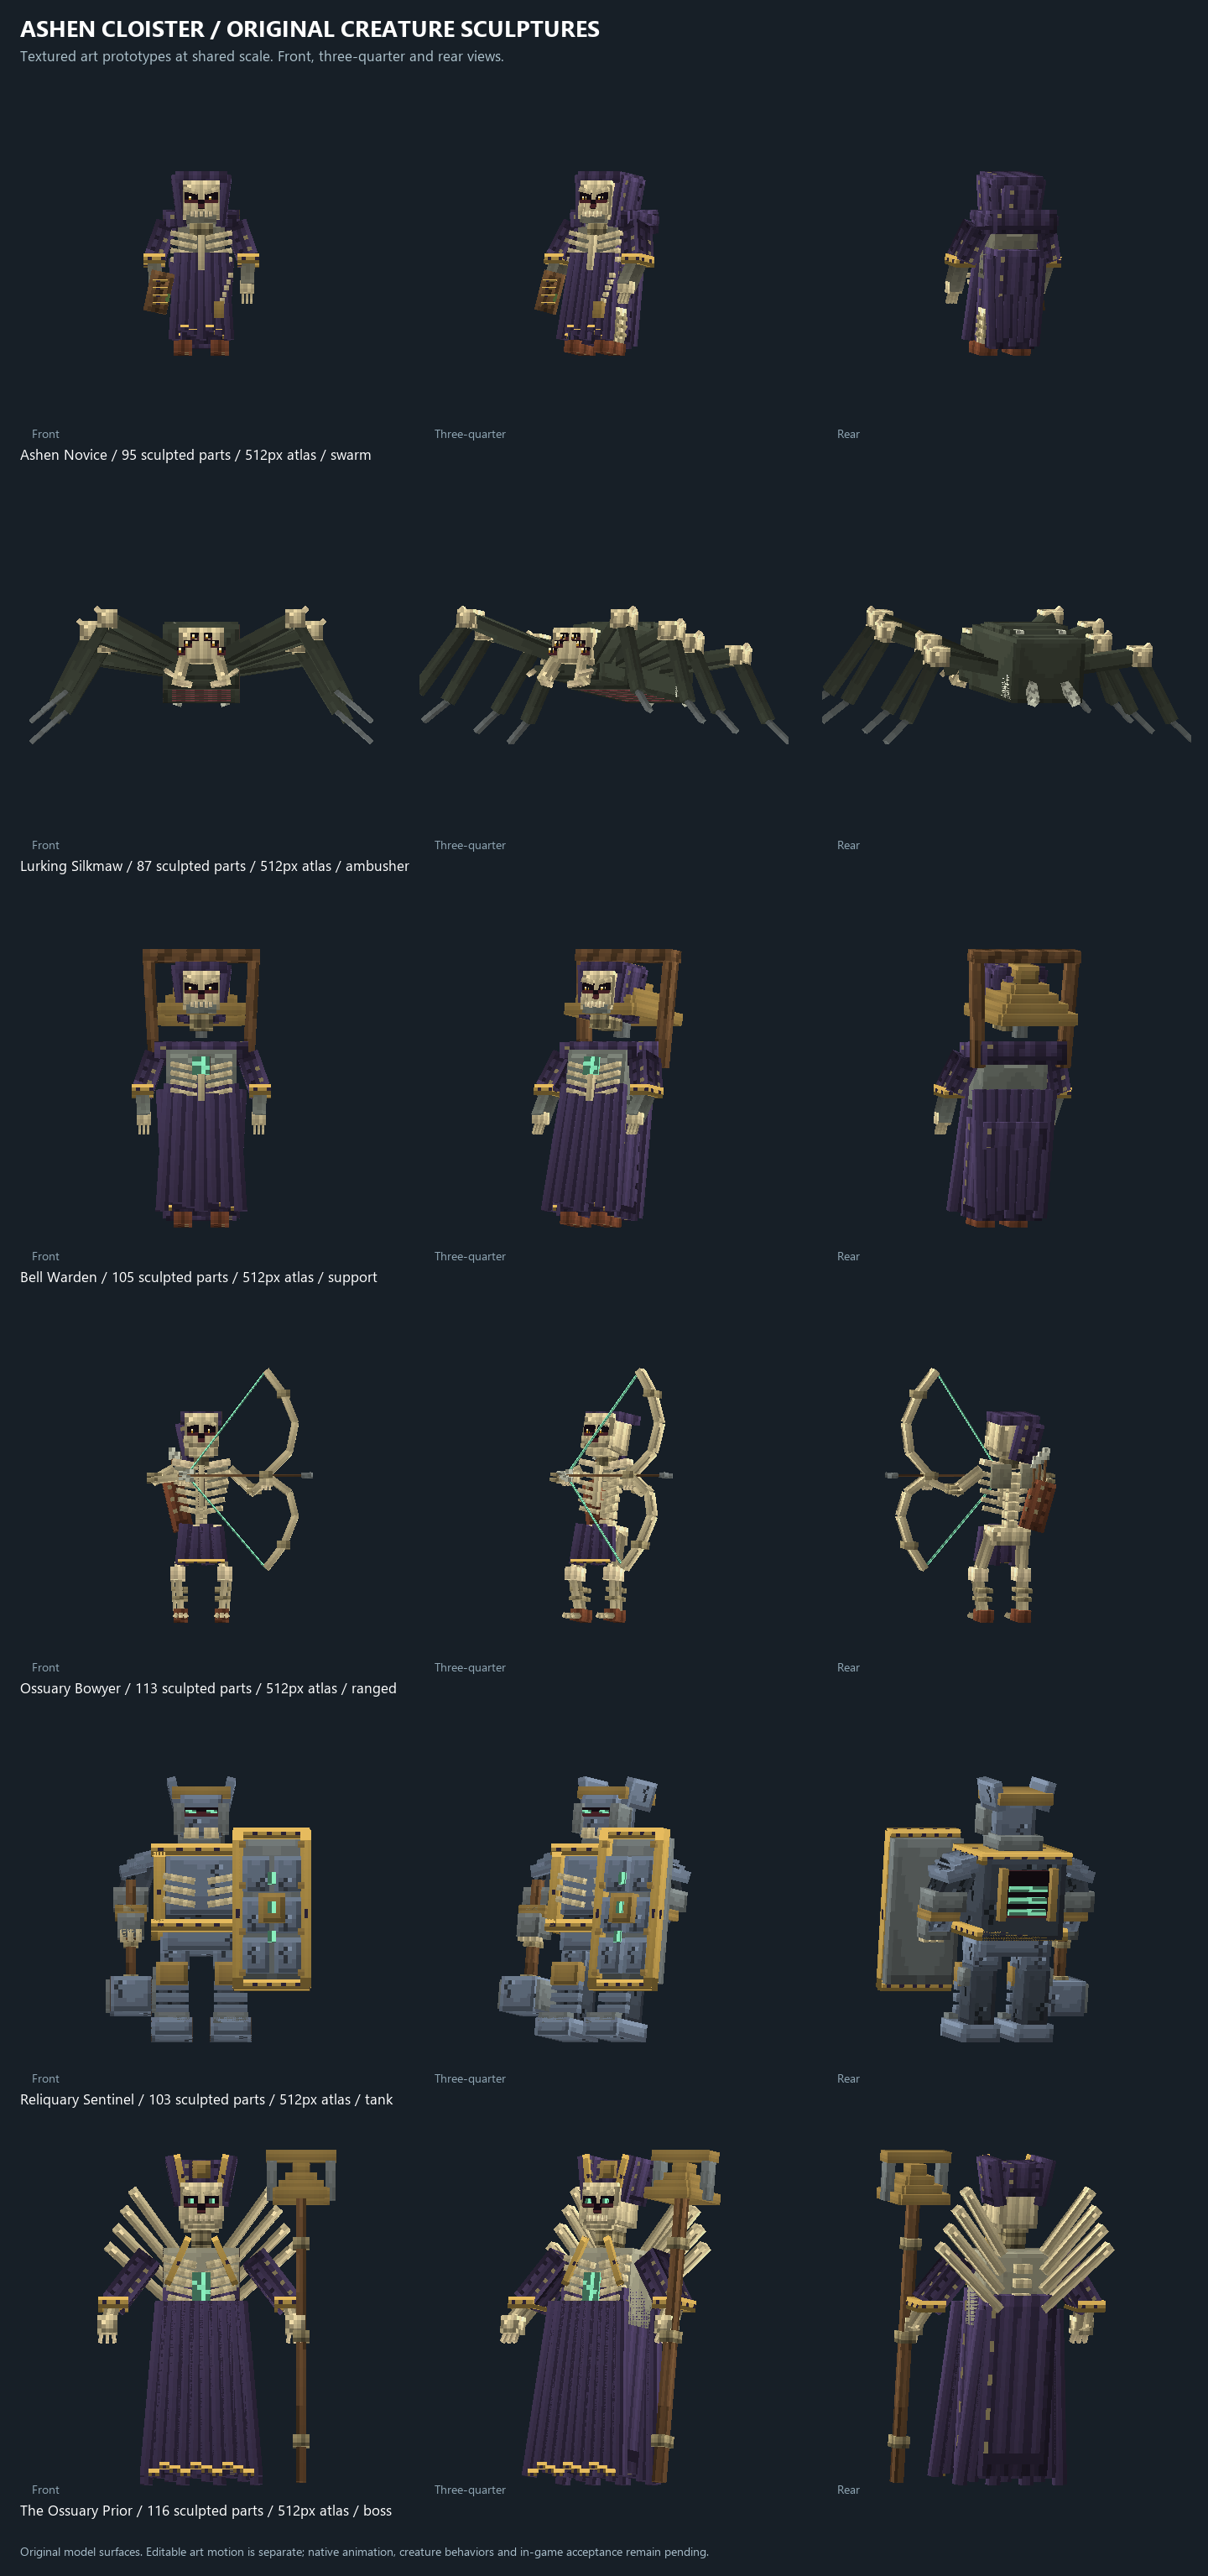 ASHEN CLOISTER / ORIGINAL CREATURE SCULPTURES
Textured art prototypes at shared scale. Front, three-quarter and rear views.
Front Three-quarter Rear
Ashen Novice / 95 sculpted parts / 512px atlas / swarm
Front Three-quarter Rear
Lurking Silkmaw / 87 sculpted parts / 512px atlas / ambusher
Front Three-quarter Rear
Bell Warden / 105 sculpted parts / 512px atlas / support
Front Three-quarter Rear
Ossuary Bowyer / 113 sculpted parts / 512px atlas / ranged
Front Three-quarter Rear
Reliquary Sentinel / 103 sculpted parts / 512px atlas / tank
Front Three-quarter Rear
The Ossuary Prior / 116 sculpted parts / 512px atlas / boss
Original model surfaces. Editable art motion is separate; native animation, creature behaviors and in-game acceptance remain pending.